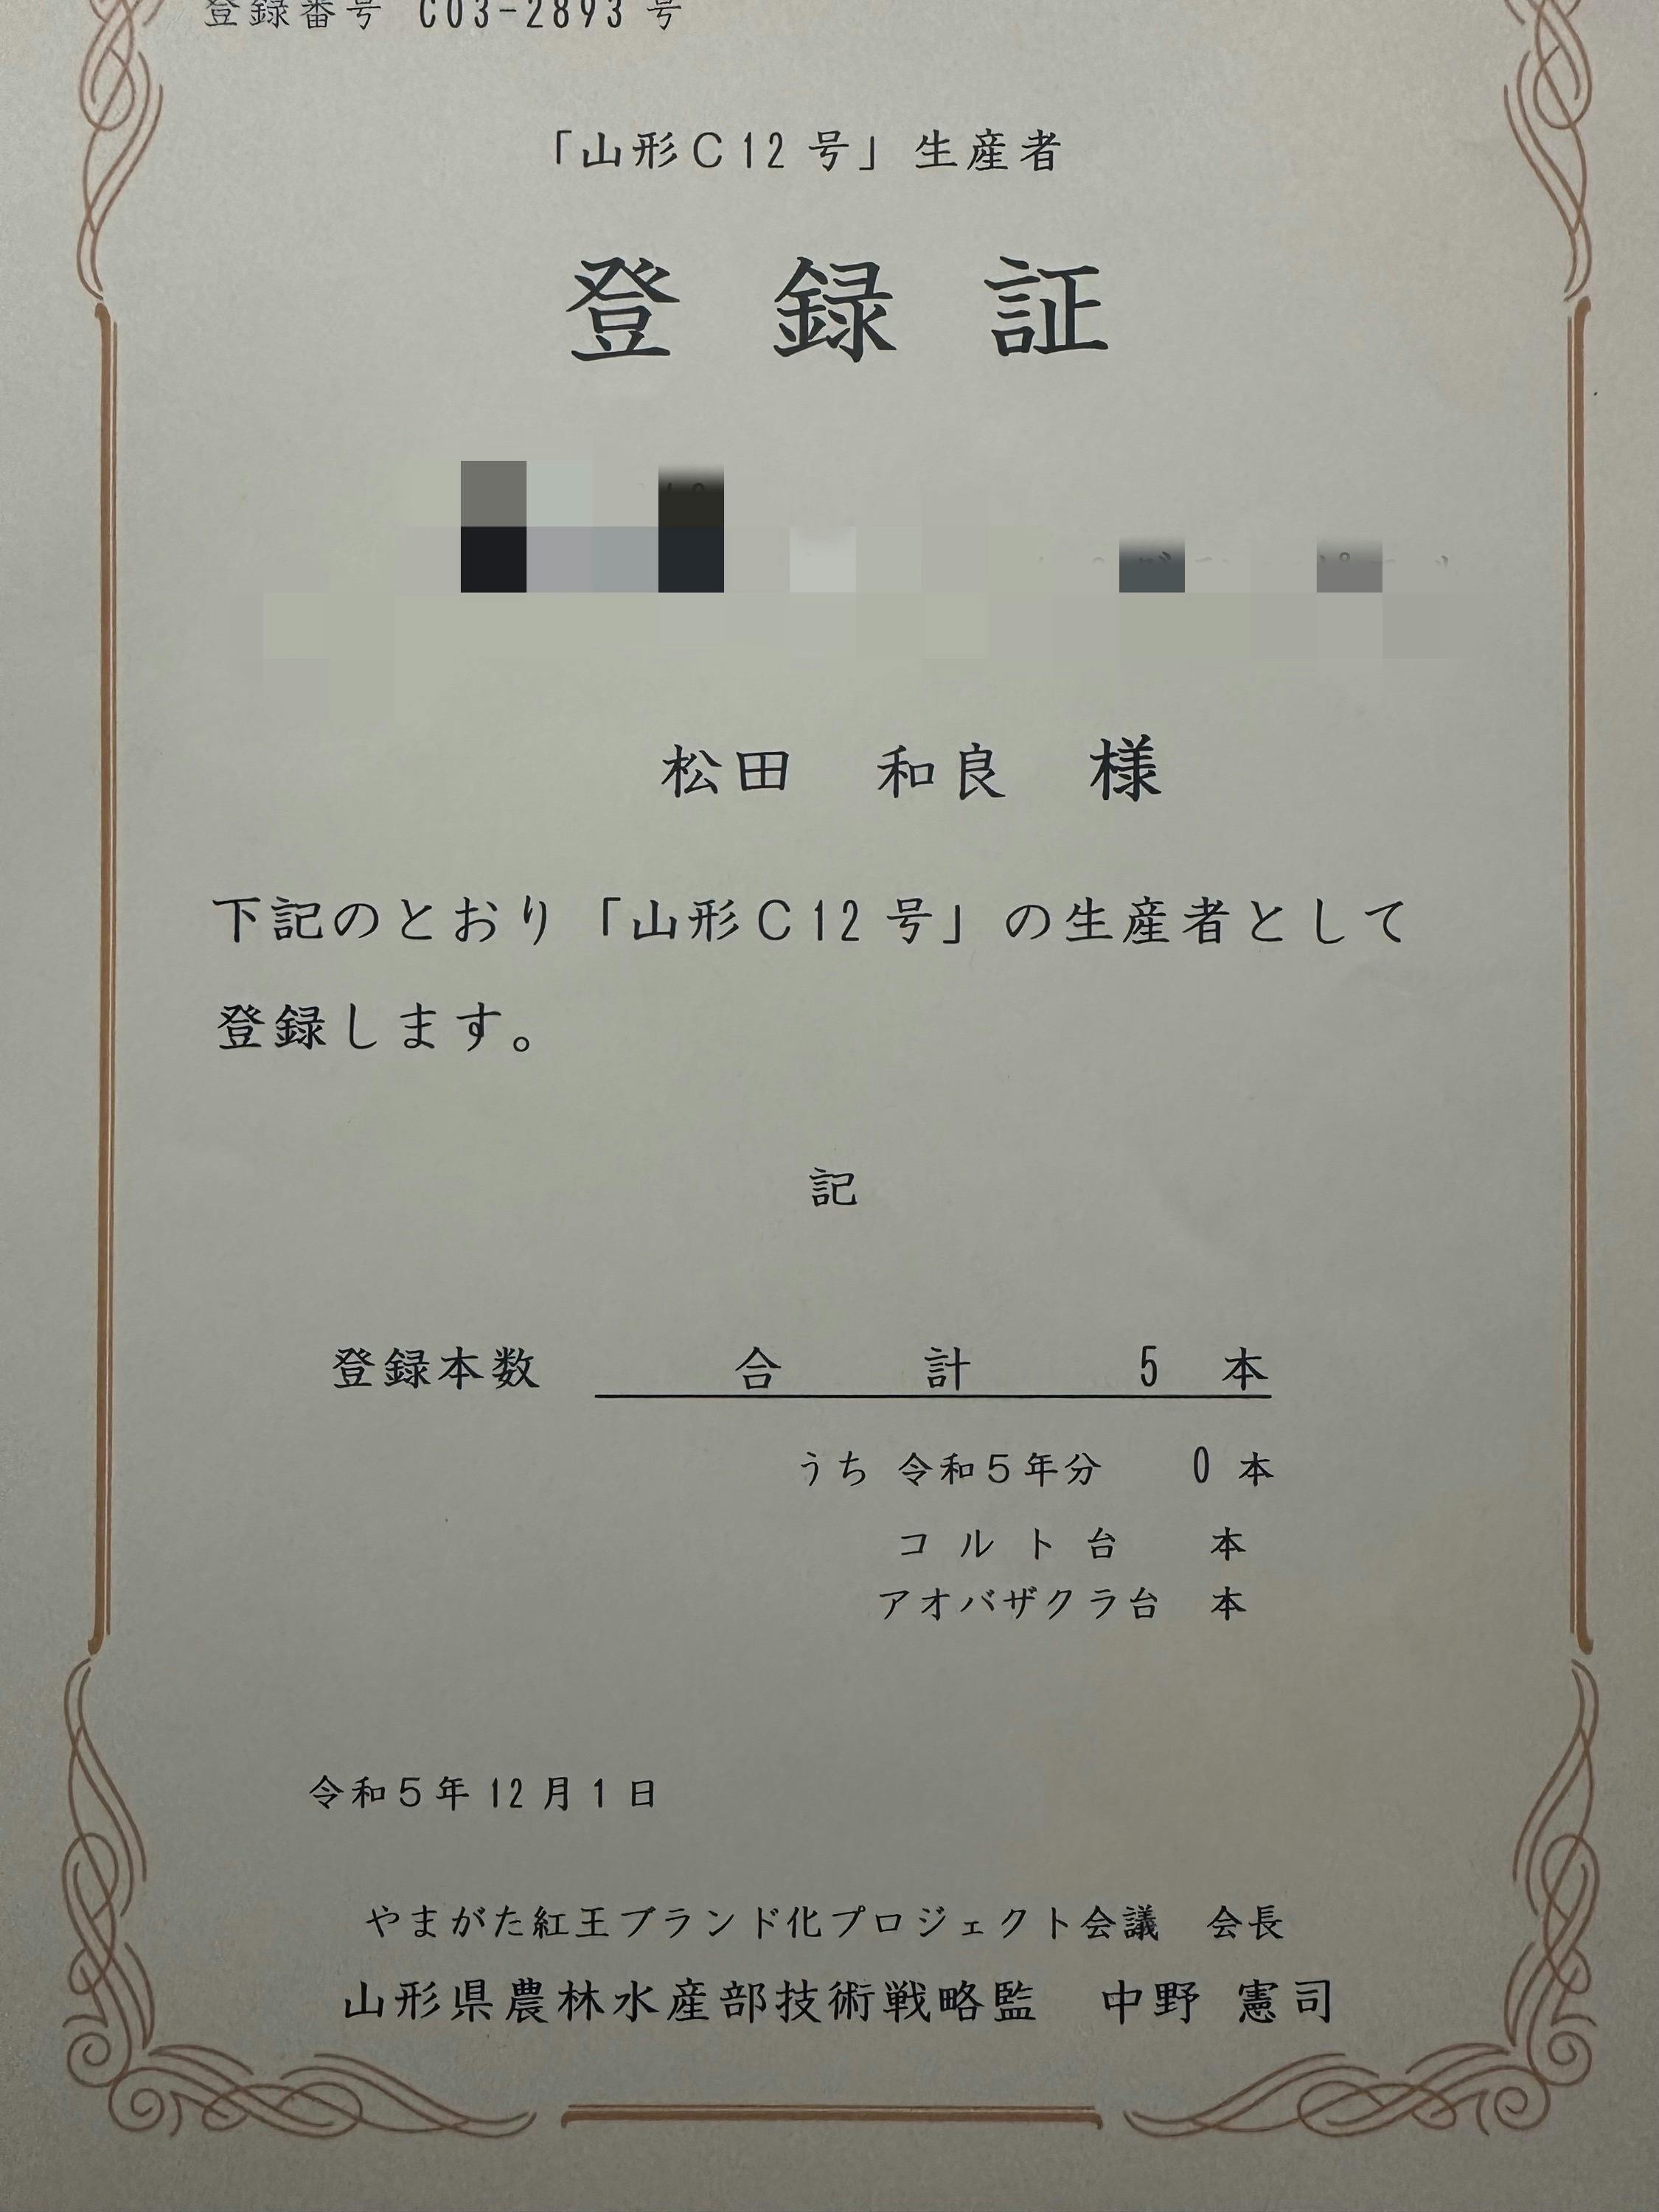 登録番号 C03-2893 号
「山形C12号」生産者
登録証
松田 和良 様
下記のとおり「山形C12号」の生産者として
登録します。
記
登録本数 合計 5 本
うち 令和5年分 0 本
コルト台 本
アオバザクラ台 本
令和5年12月1日
やまがた紅王ブランド化プロジェクト会議 会長
山形県農林水産部技術戦略監 中野 憲司